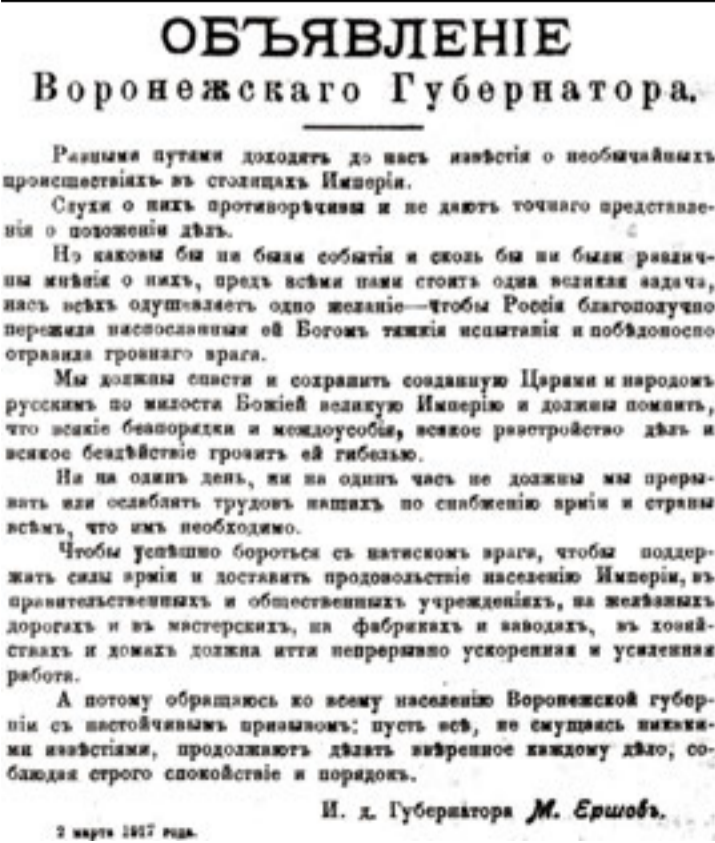 ОБЪЯВЛЕНІЕ
Воронежскаго Губернатора.
Разными путями доходятъ до насъ извѣстія о необычайныхъ
происшествіяхъ въ столицахъ Имперіи.
Слухи о нихъ противорѣчивы и не даютъ точнаго представле-
нія о положеніи дѣлъ.
Но каковы бы ни были событія и сколь бы ни были различ-
ны мнѣнія о нихъ, предъ всѣми нами стоитъ одна великая задача,
насъ всѣхъ одушевляетъ одно желаніе—чтобы Россія благополучно
пережила ниспосланныя ей Богомъ тяжкія испытанія и побѣдоносно
отразила грознаго врага.
Мы должны спасти и сохранить созданную Царями и народомъ
русскимъ по милости Божіей великую Имперію и должны помнить,
что всякіе безпорядки и междоусобія, всякое разстройство дѣлъ и
всякое бездѣйствіе грозитъ ей гибелью.
Ни на одинъ день, ни на одинъ часъ не должны мы преры-
вать или ослаблять трудовъ нашихъ по снабженію арміи и страны
всѣмъ, что имъ необходимо.
Чтобы успѣшно бороться съ натискомъ врага, чтобы поддер-
жать силы арміи и доставить продовольствіе населенію Имперіи, въ
правительственныхъ и общественныхъ учрежденіяхъ, на желѣзныхъ
дорогахъ и въ мастерскихъ, на фабрикахъ и заводахъ, въ хозяй-
ствахъ и домахъ должна итти непрерывно ускоренная и усиленная
работа.
А потому обращаюсь ко всему населенію Воронежской губер-
ніи съ настойчивымъ призывомъ: пусть всѣ, не смущаясь никаки-
ми извѣстіями, продолжаютъ дѣлать ввѣренное каждому дѣло, со-
блюдая строго спокойствіе и порядокъ.
И. д. Губернатора М. Ершовъ.
2 марта 1917 года.